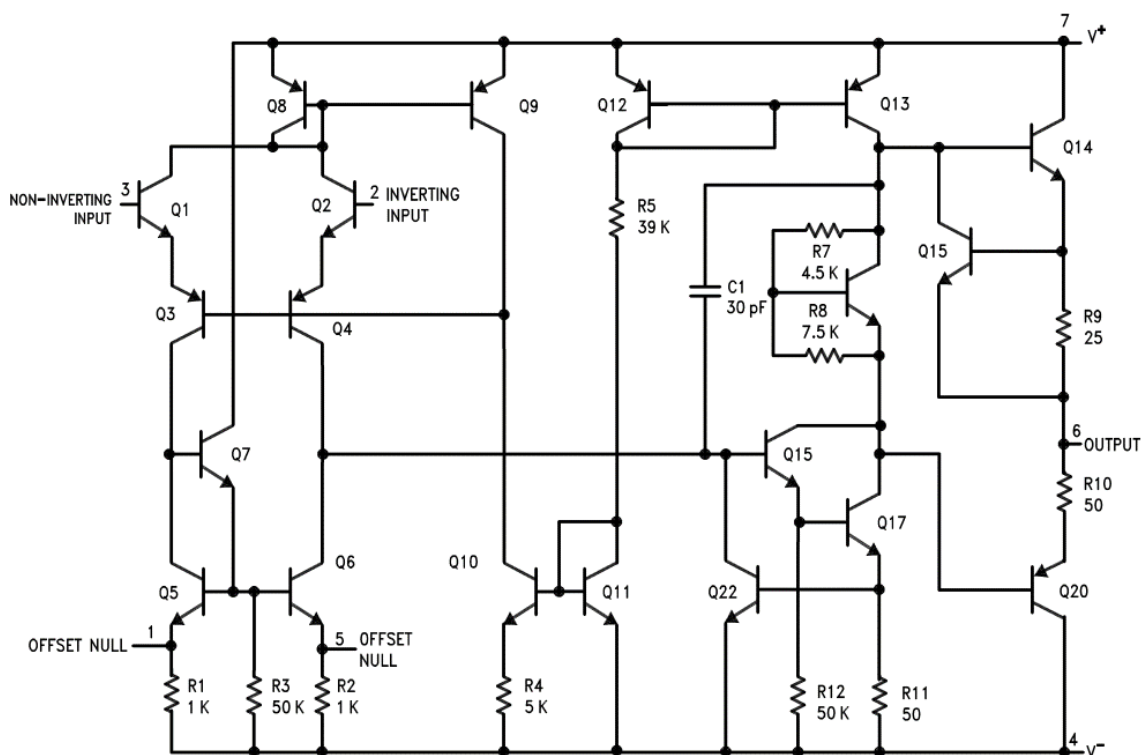 7
V+
Q8
Q9
Q12
Q13
Q14
3
NON-INVERTING
INPUT
Q1
Q2
2 INVERTING
INPUT
R5
39 K
Q15
R7
4.5 K
C1
30 pF
R8
7.5 K
R9
25
Q3
Q4
6
OUTPUT
Q7
Q15
R10
50
Q17
Q5
Q6
Q10
Q11
Q22
Q20
1
OFFSET NULL
5 OFFSET
NULL
R1
1 K
R3
50 K
R2
1 K
R4
5 K
R12
50 K
R11
50
4
V-